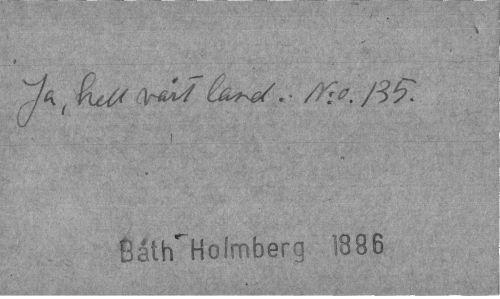 Ja, hell vårt land. N:o. 135.
Båth Holmberg 1886